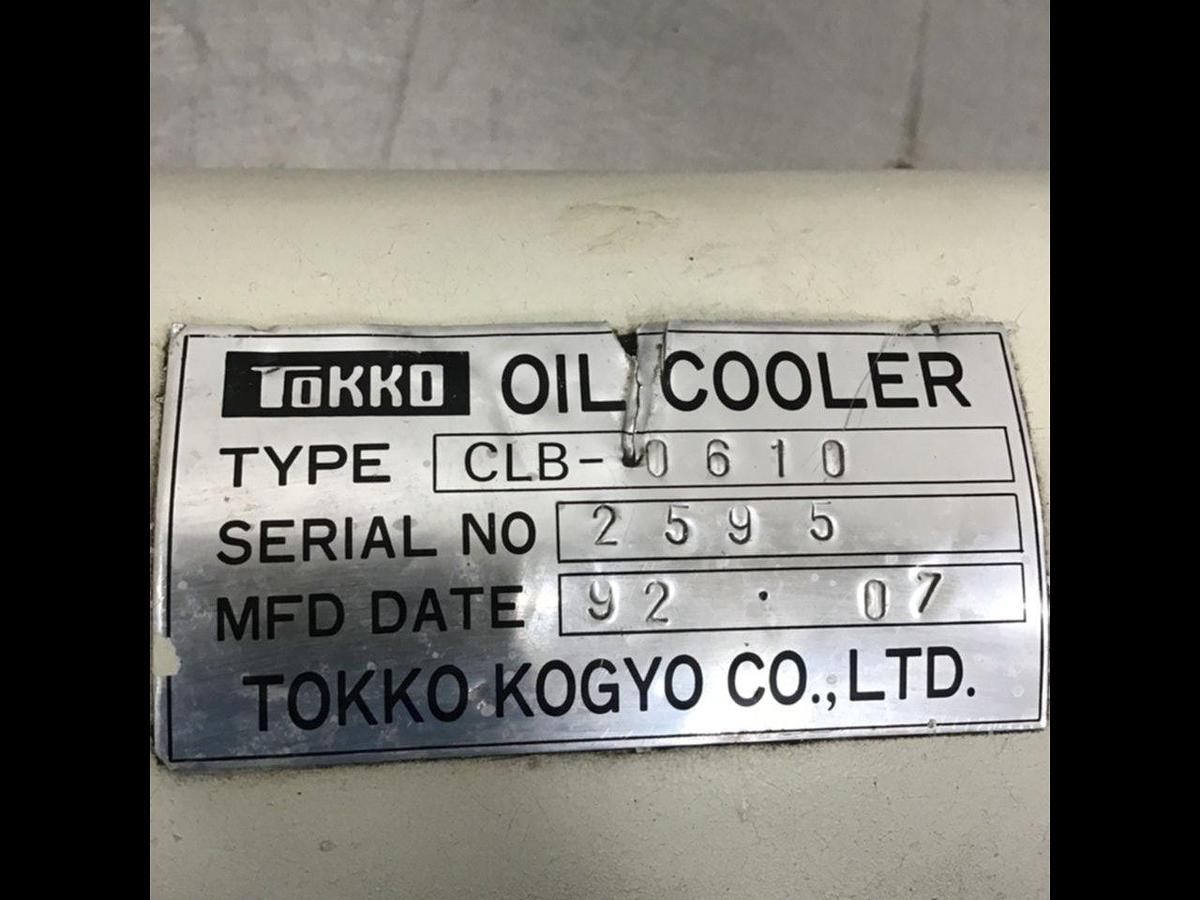 TOKKO OIL COOLER
TYPE CLB-0610
SERIAL NO 2595
MFD DATE 92 · 07
TOKKO KOGYO CO., LTD.